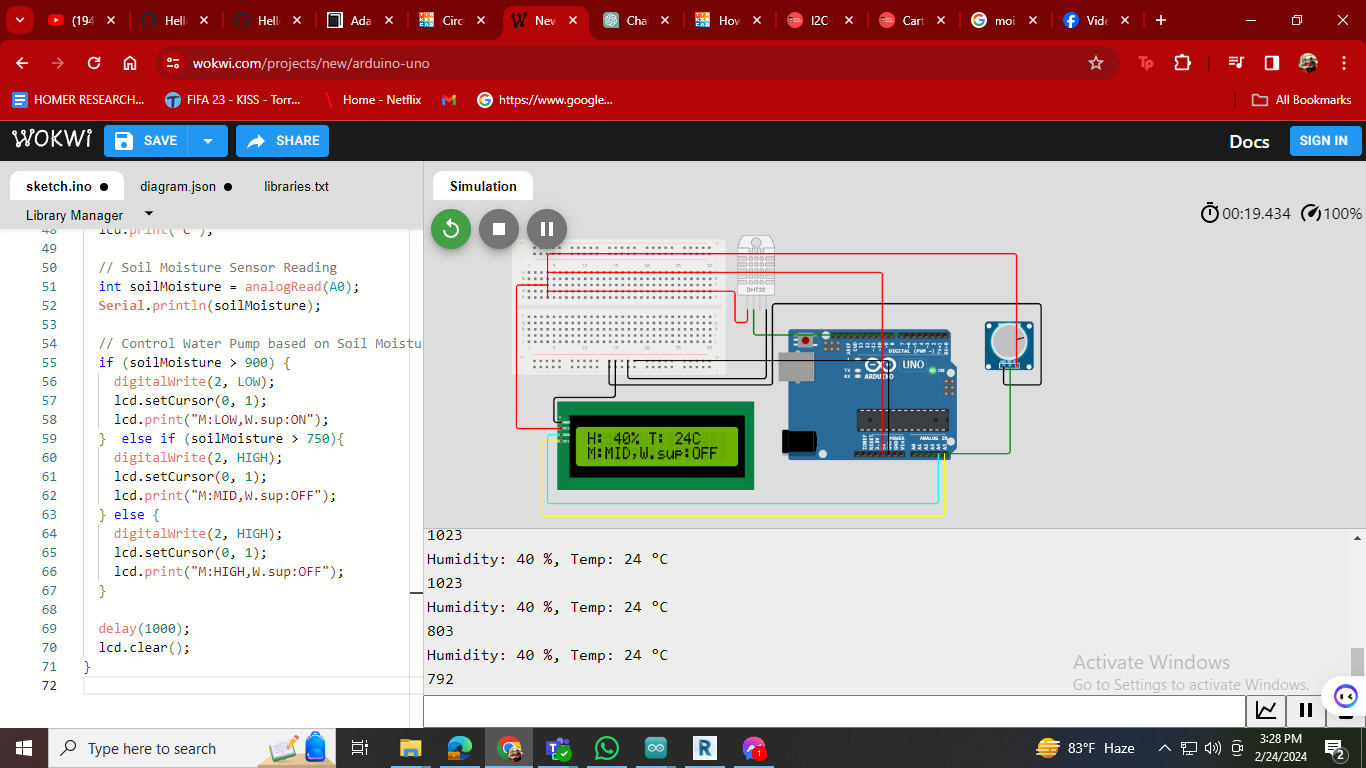 (194
Hello
Hello
Ada
Circ
New
Cha
How
I2C
Cart
moi
Vide
wokwi.com/projects/new/arduino-uno
HOMER RESEARCH...
FIFA 23 - KISS - Torr...
Home - Netflix
https://www.google...
All Bookmarks
WOKWi
SAVE
SHARE
Docs
SIGN IN
sketch.ino
diagram.json
libraries.txt
Library Manager
Simulation
00:19.434
100%
48 lcd.print("C");
49
50 // Soil Moisture Sensor Reading
51 int soilMoisture = analogRead(A0);
52 Serial.println(soilMoisture);
53
54 // Control Water Pump based on Soil Moistu
55 if (soilMoisture > 900) {
56 digitalWrite(2, LOW);
57 lcd.setCursor(0, 1);
58 lcd.print("M:LOW,W.sup:ON");
59 } else if (soilMoisture > 750){
60 digitalWrite(2, HIGH);
61 lcd.setCursor(0, 1);
62 lcd.print("M:MID,W.sup:OFF");
63 } else {
64 digitalWrite(2, HIGH);
65 lcd.setCursor(0, 1);
66 lcd.print("M:HIGH,W.sup:OFF");
67 }
68
69 delay(1000);
70 lcd.clear();
71 }
72
DHT22
DIGITAL (PWM ~)
UNO
ARDUINO
TX
RX
ON
POWER
ANALOG IN
H: 40% T: 24C
M:MID,W.sup:OFF
1023
Humidity: 40 %, Temp: 24 ºC
1023
Humidity: 40 %, Temp: 24 ºC
803
Humidity: 40 %, Temp: 24 ºC
792
Activate Windows
Go to Settings to activate Windows.
Type here to search
83°F Haze
3:28 PM
2/24/2024
2
1